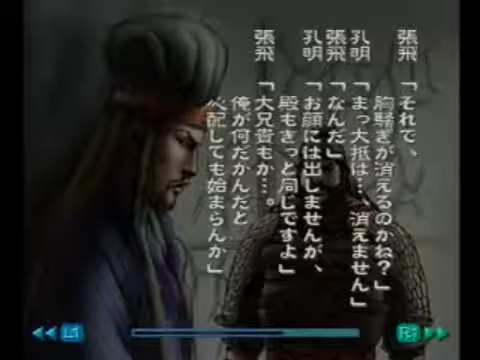 張飛「それで、
胸騒ぎが消えるのかね?」
孔明「まっ大抵は…、消えません」
張飛「なんだ」
孔明「お顔には出しませんが、
殿もきっと同じですよ」
張飛「大兄貴もか…。
俺が何だかんだと
心配しても始まらんか」
L1
R1